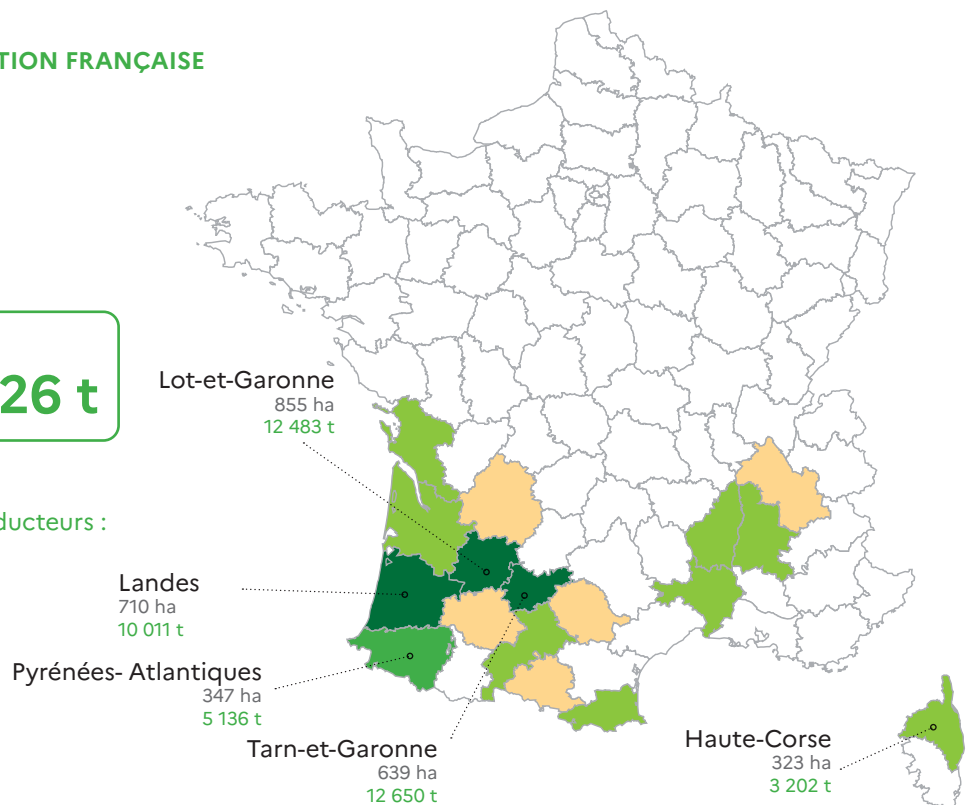 TION FRANÇAISE
26 t
ducteurs :
Lot-et-Garonne
855 ha
12 483 t
Landes
710 ha
10 011 t
Pyrénées- Atlantiques
347 ha
5 136 t
Tarn-et-Garonne
639 ha
12 650 t
Haute-Corse
323 ha
3 202 t